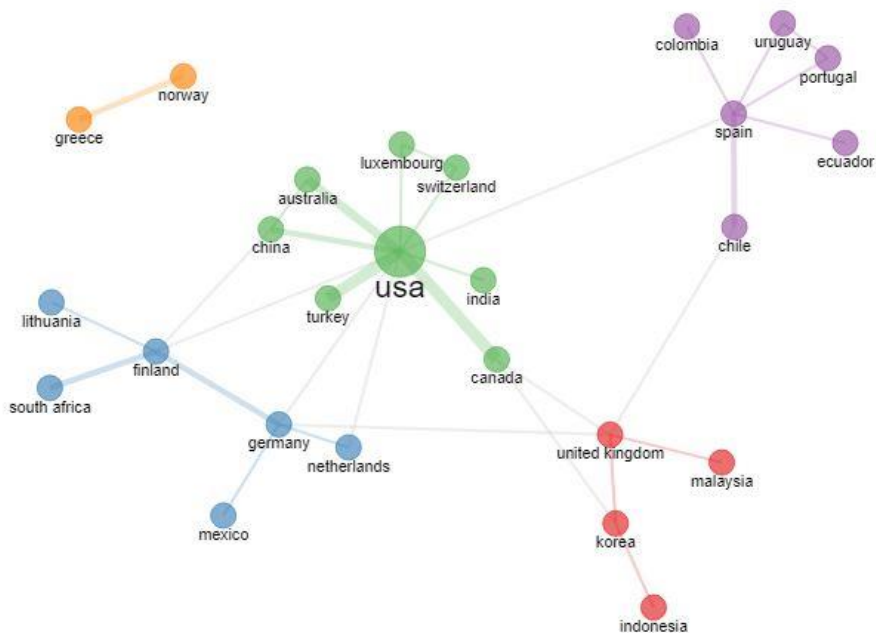 colombia
uruguay
portugal
norway
spain
greece
luxembourg
ecuador
switzerland
australia
china
chile
usa
india
turkey
lithuania
finland
canada
south africa
germany
united kingdom
netherlands
malaysia
mexico
korea
indonesia